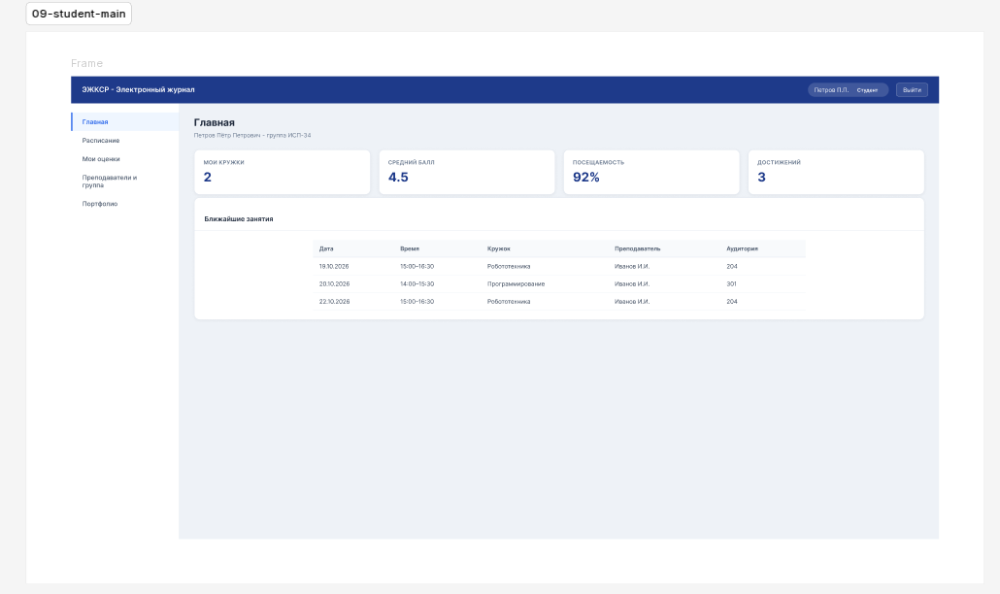 09-student-main
Frame
ЭЖКСР - Электронный журнал
Петров П.П. Студент
Выйти
Главная
Расписание
Мои оценки
Преподаватели и
группа
Портфолио
Главная
Петров Пётр Петрович - группа ИСП-34
МОИ КРУЖКИ
2
СРЕДНИЙ БАЛЛ
4.5
ПОСЕЩАЕМОСТЬ
92%
ДОСТИЖЕНИЙ
3
Ближайшие занятия
Дата Время Кружок Преподаватель Аудитория
19.10.2026 15:00-16:30 Робототехника Иванов И.И. 204
20.10.2026 14:00-15:30 Программирование Иванов И.И. 301
22.10.2026 15:00-16:30 Робототехника Иванов И.И. 204